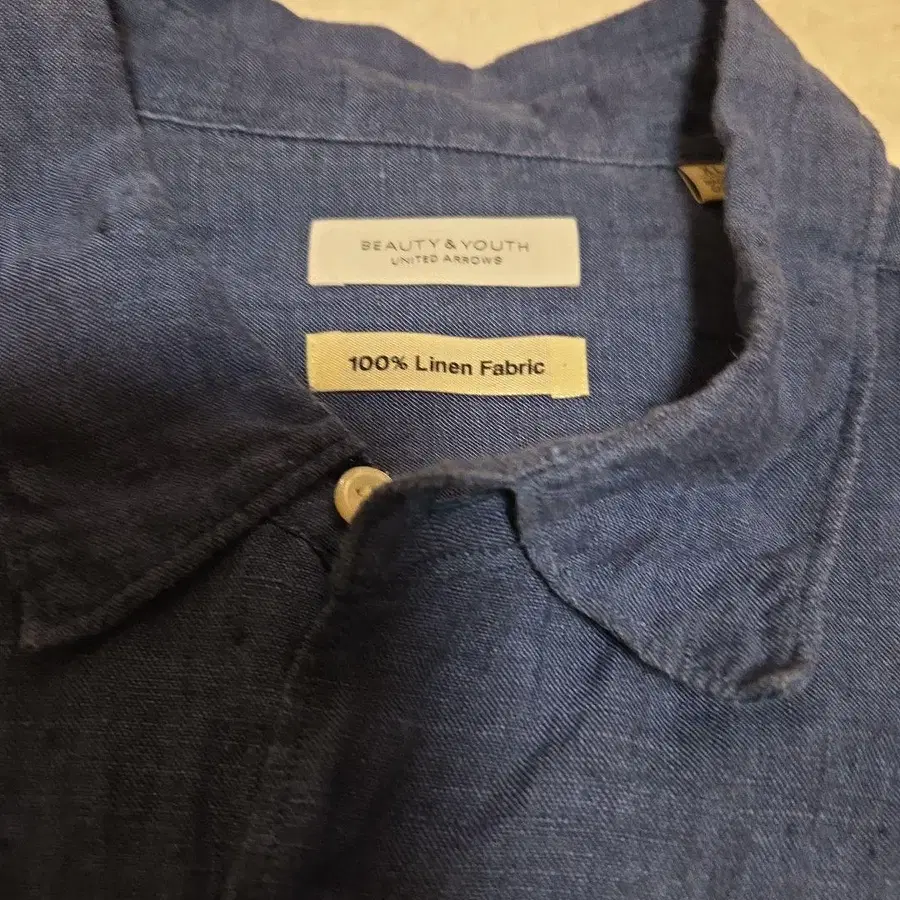 BEAUTY & YOUTH
UNITED ARROWS
100% Linen Fabric